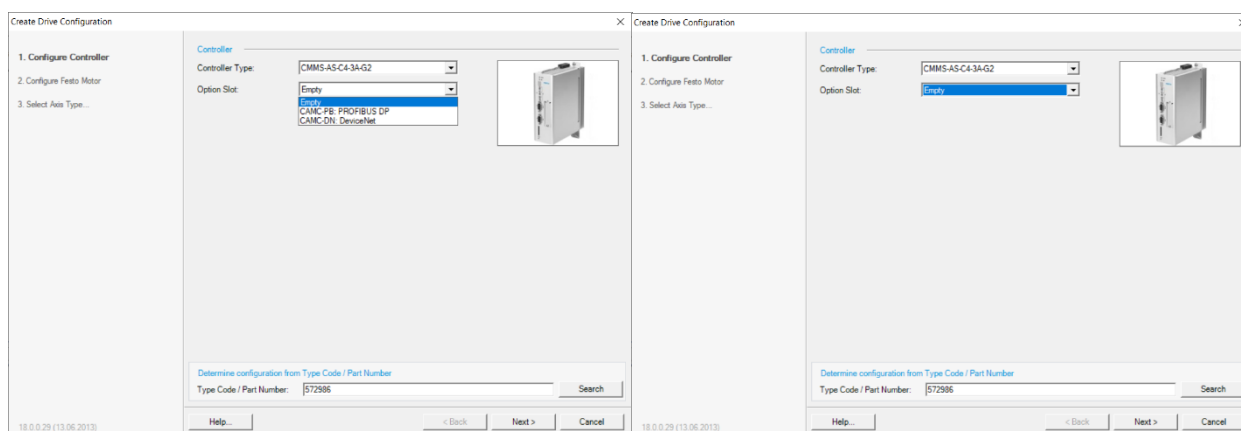 Create Drive Configuration
1. Configure Controller
2. Configure Festo Motor
3. Select Axis Type...
Controller
Controller Type: CMMS-AS-C4-3A-G2
Option Slot: Empty
Empty
CAMC-PB: PROFIBUS DP
CAMC-DN: DeviceNet
Determine configuration from Type Code / Part Number
Type Code / Part Number: 572986 Search
18.0.0.29 (13.06.2013)
Help... < Back Next > Cancel
Create Drive Configuration
1. Configure Controller
2. Configure Festo Motor
3. Select Axis Type...
Controller
Controller Type: CMMS-AS-C4-3A-G2
Option Slot: Empty
Determine configuration from Type Code / Part Number
Type Code / Part Number: 572986 Search
18.0.0.29 (13.06.2013)
Help... < Back Next > Cancel